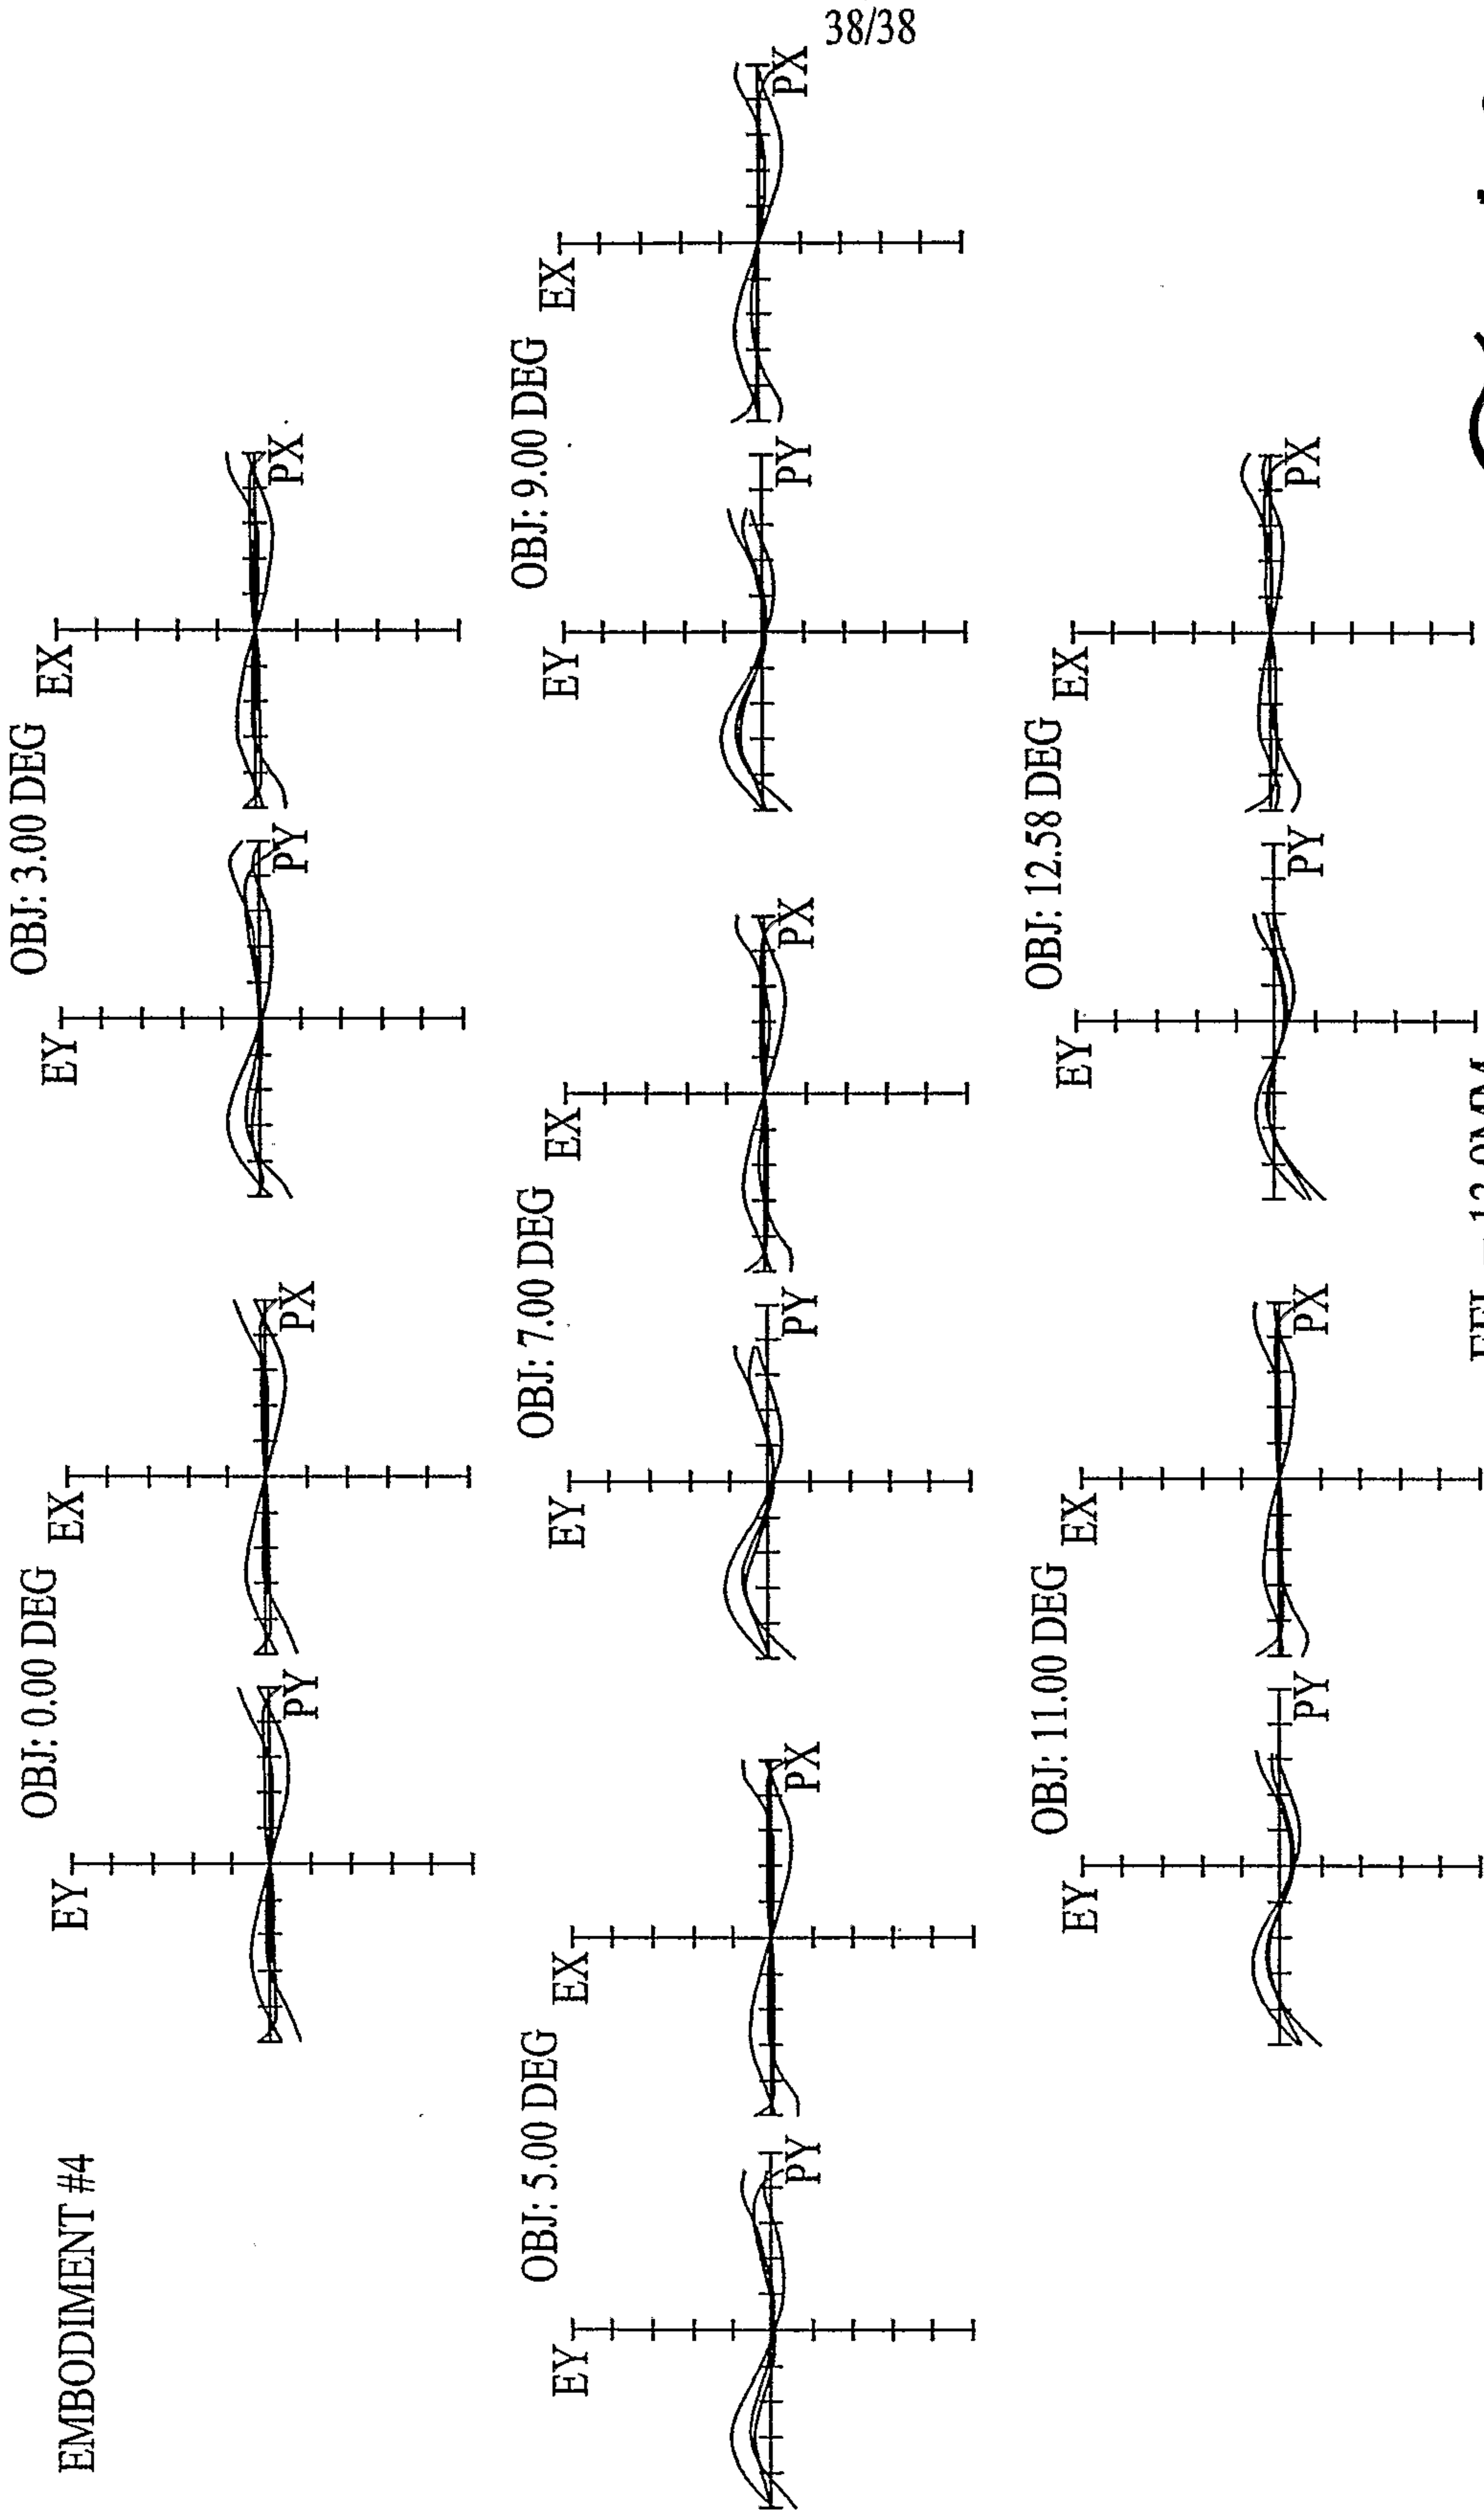 38/38
EMBODIMENT #4
OBJ: 0.00 DEG
EY
PY
EX
PX
OBJ: 3.00 DEG
EY
PY
EX
PX
OBJ: 5.00 DEG
EY
PY
EX
PX
OBJ: 7.00 DEG
EY
PY
EX
PX
OBJ: 9.00 DEG
EY
PY
EX
PX
OBJ: 11.00 DEG
EY
PY
EX
PX
OBJ: 12.58 DEG
EY
PY
EX
PX